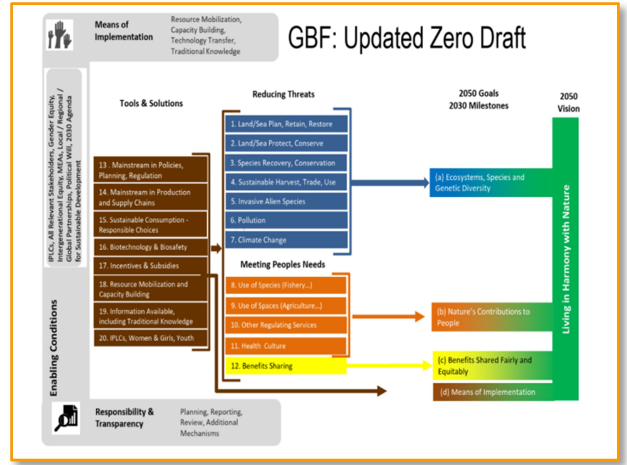 Means of
Implementation
Resource Mobilization,
Capacity Building,
Technology Transfer,
Traditional Knowledge
GBF: Updated Zero Draft
IPLCs, All Relevant Stakeholders, Gender Equity,
Intergenerational Equity, MEAs, Local / Regional /
Global Partnerships, Political Will, 2030 Agenda
for Sustainable Development
Enabling Conditions
Tools & Solutions
13 . Mainstream in Policies,
Planning, Regulation
14. Mainstream in Production
and Supply Chains
15. Sustainable Consumption -
Responsible Choices
16. Biotechnology & Biosafety
17. Incentives & Subsidies
18. Resource Mobilization and
Capacity Building
19. Information Available,
including Traditional Knowledge
20. IPLCs, Women & Girls, Youth
Reducing Threats
1. Land/Sea Plan, Retain, Restore
2. Land/Sea Protect, Conserve
3. Species Recovery, Conservation
4. Sustainable Harvest, Trade, Use
5. Invasive Alien Species
6. Pollution
7. Climate Change
Meeting Peoples Needs
8. Use of Species (Fishery...)
9. Use of Spaces (Agriculture...)
10. Other Regulating Services
11. Health Culture
12. Benefits Sharing
2050 Goals
2030 Milestones
(a) Ecosystems, Species and
Genetic Diversity
(b) Nature's Contributions to
People
(c) Benefits Shared Fairly and
Equitably
(d) Means of Implementation
2050
Vision
Living in Harmony with Nature
Responsibility &
Transparency
Planning, Reporting,
Review, Additional
Mechanisms